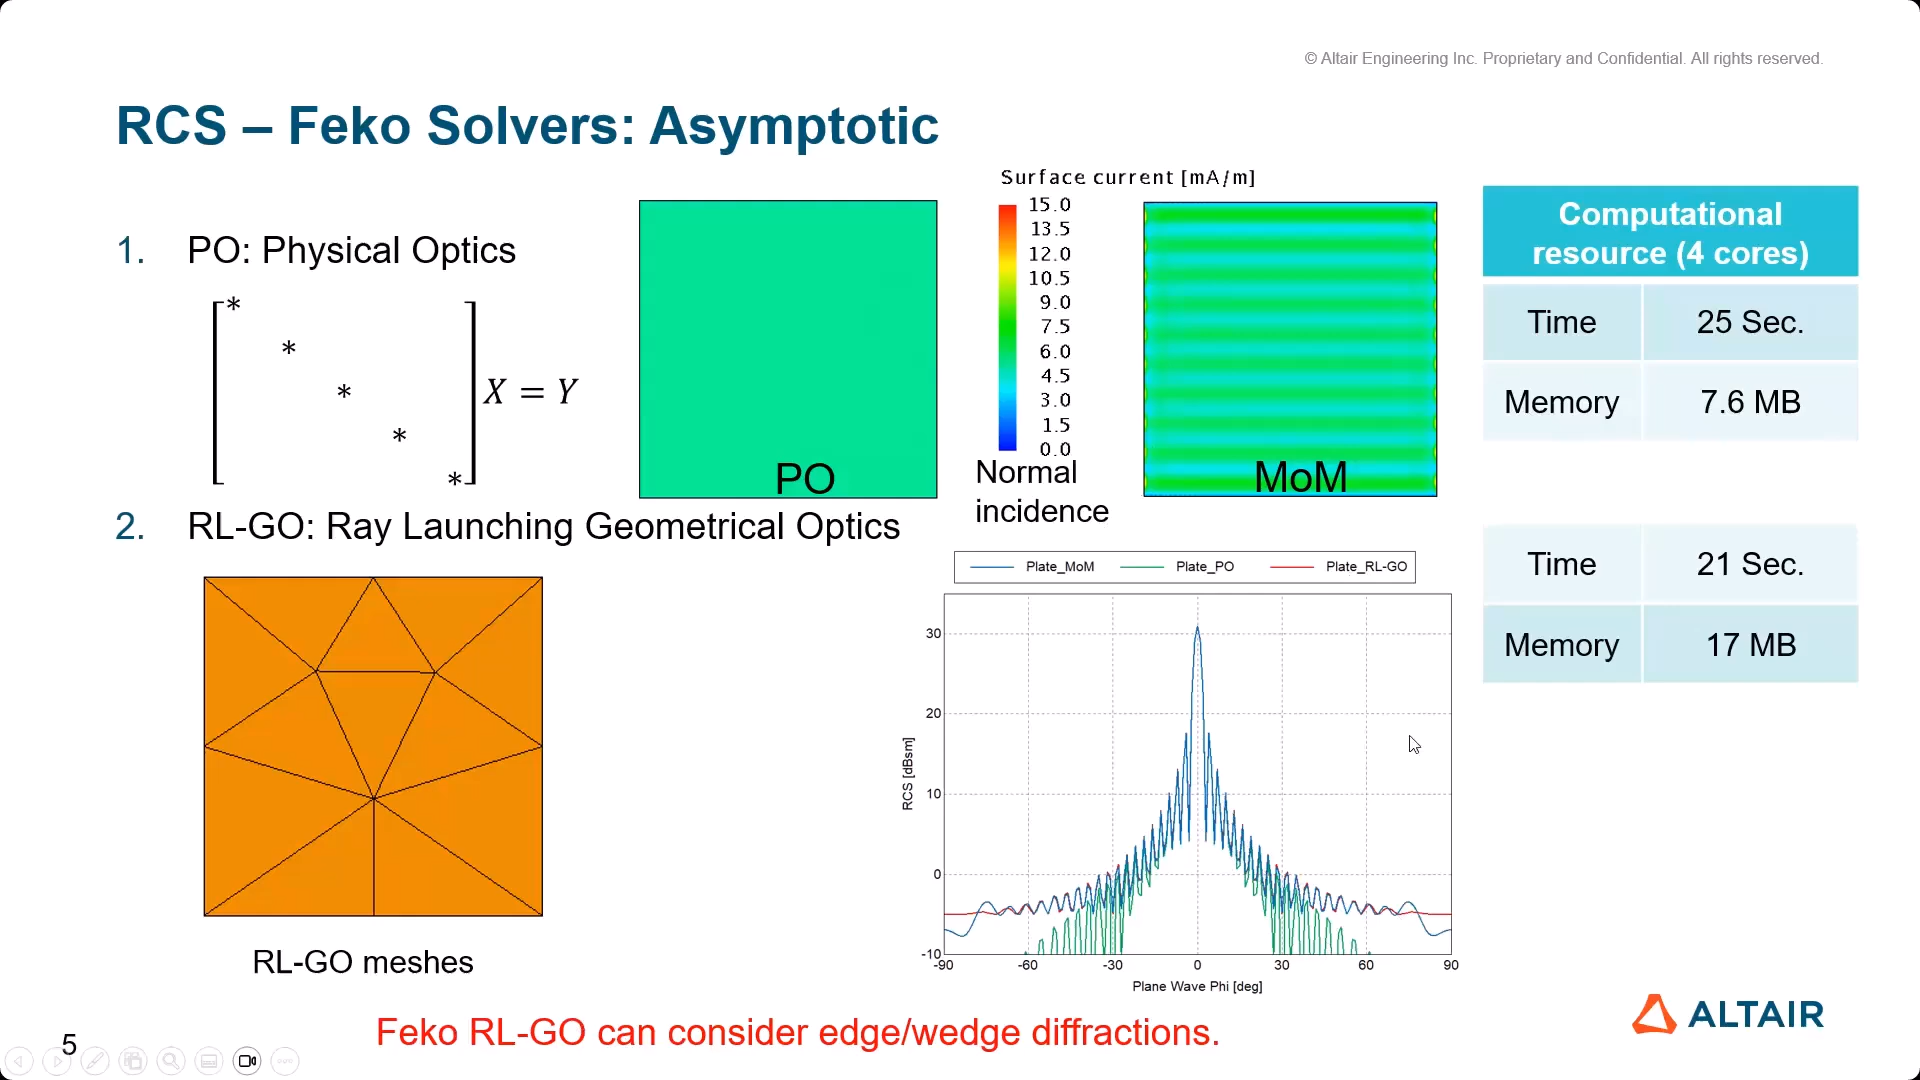 © Altair Engineering Inc. Proprietary and Confidential. All rights reserved.
RCS – Feko Solvers: Asymptotic
1. PO: Physical Optics
[* * * * *] X = Y
PO
Surface current [mA/m]
15.0
13.5
12.0
10.5
9.0
7.5
6.0
4.5
3.0
1.5
0.0
Normal
incidence
MoM
Computational
resource (4 cores)
Time 25 Sec.
Memory 7.6 MB
2. RL-GO: Ray Launching Geometrical Optics
RL-GO meshes
Plate_MoM Plate_PO Plate_RL-GO
RCS [dBsm]
30
20
10
0
-10
-90 -60 -30 0 30 60 90
Plane Wave Phi [deg]
Time 21 Sec.
Memory 17 MB
Feko RL-GO can consider edge/wedge diffractions.
ALTAIR
5